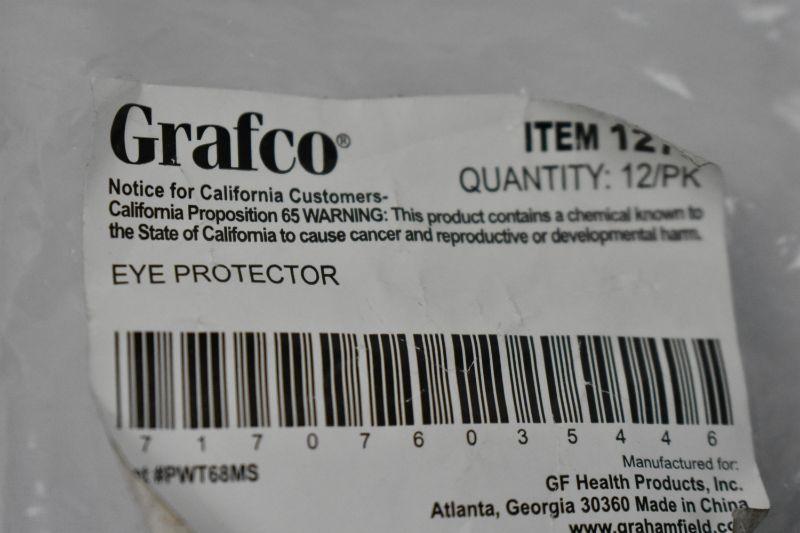 Grafco®
ITEM 127
QUANTITY: 12/PK
Notice for California Customers-
California Proposition 65 WARNING: This product contains a chemical known to
the State of California to cause cancer and reproductive or developmental harm.
EYE PROTECTOR
7 1 7 0 7 6 0 3 5 4 4 6
#PWT68MS
Manufactured for:
GF Health Products, Inc.
Atlanta, Georgia 30360 Made in China
www.grahamfield.co